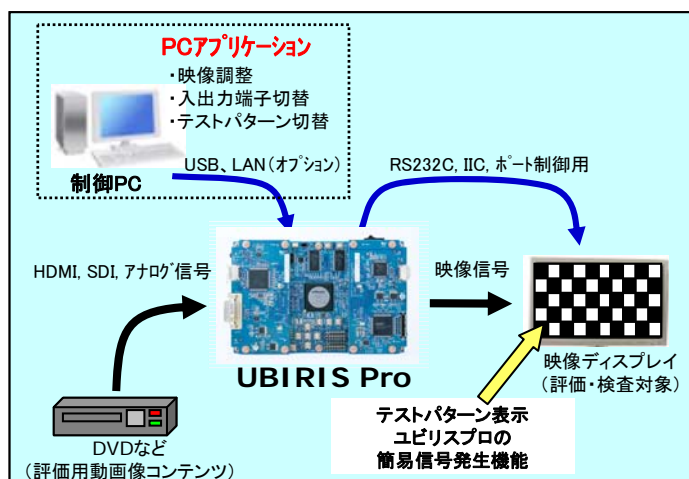 PCアプリケーション
・映像調整
・入出力端子切替
・テストパターン切替
制御PC
USB、LAN(オプション)
RS232C, IIC, ポート制御用
HDMI, SDI, アナログ信号
映像信号
UBIRIS Pro
映像ディスプレイ
(評価・検査対象)
テストパターン表示
ユビリスプロの
簡易信号発生機能
DVDなど
(評価用動画像コンテンツ)